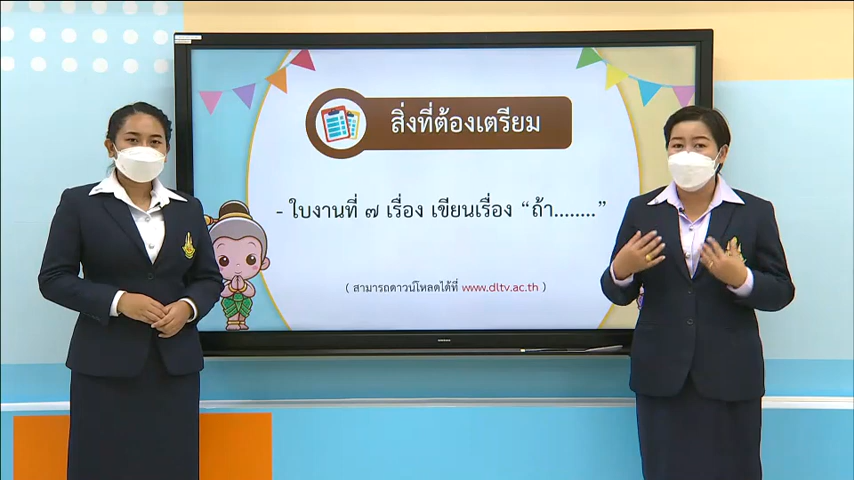 สิ่งที่ต้องเตรียม
- ใบงานที่ ๗ เรื่อง เขียนเรื่อง “ถ้า........”
( สามารถดาวน์โหลดได้ที่ www.dltv.ac.th )